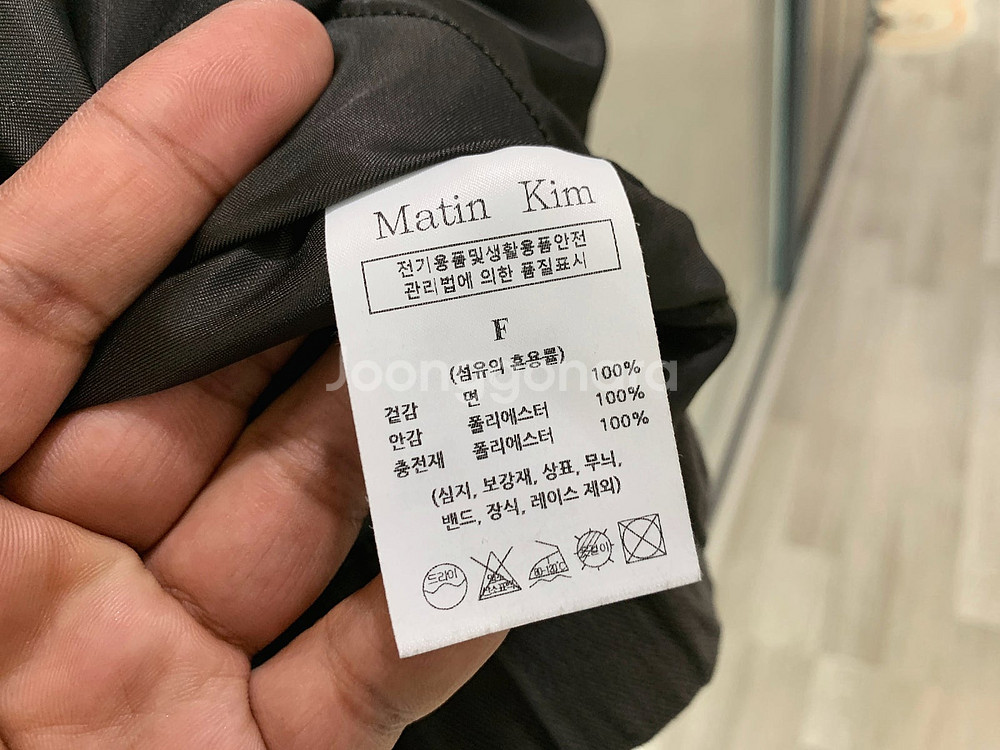 Matin Kim
전기용품및생활용품안전
관리법에 의한 품질표시
F
(섬유의 혼용률)
겉감 면 100%
안감 폴리에스터 100%
충전재 폴리에스터 100%
(심지, 보강재, 상표, 무늬,
밴드, 장식, 레이스 제외)
드라이
80-120℃
Joonggonara